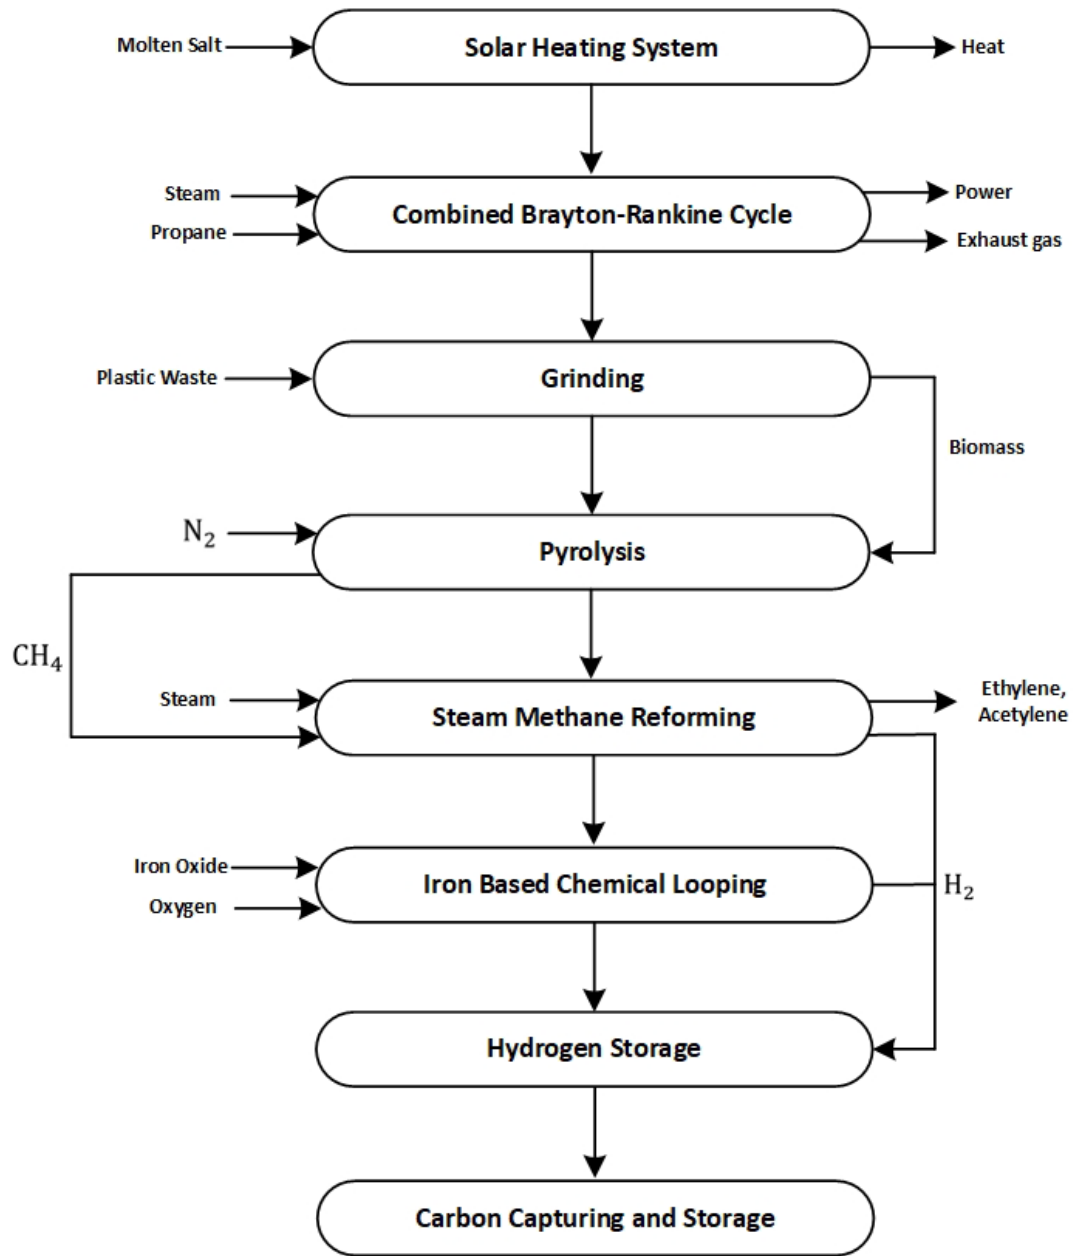 Molten Salt
Solar Heating System
Heat
Steam
Propane
Combined Brayton-Rankine Cycle
Power
Exhaust gas
Plastic Waste
Grinding
Biomass
N₂
Pyrolysis
CH₄
Steam
Steam Methane Reforming
Ethylene,
Acetylene
Iron Oxide
Oxygen
Iron Based Chemical Looping
H₂
Hydrogen Storage
Carbon Capturing and Storage